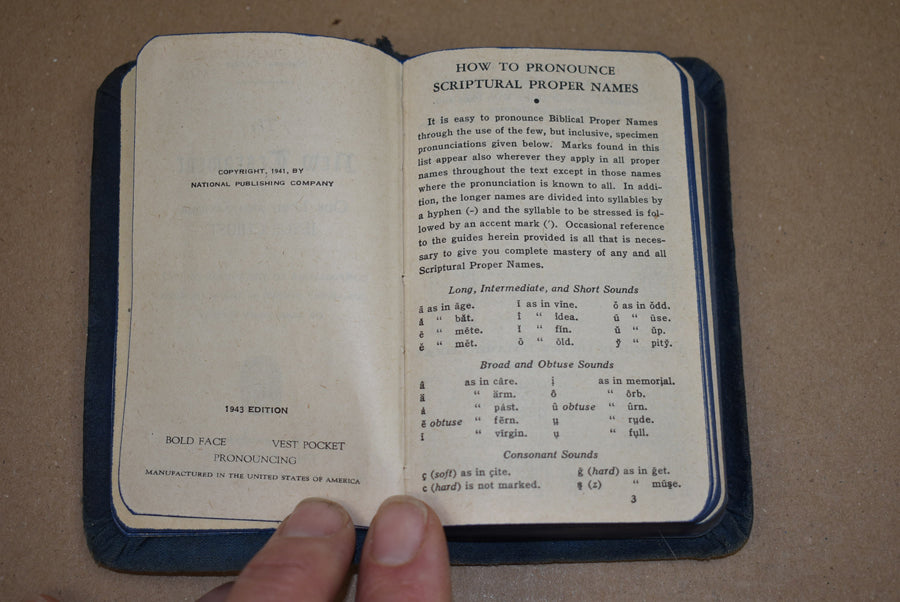 COPYRIGHT, 1941, BY
NATIONAL PUBLISHING COMPANY
1943 EDITION
BOLD FACE VEST POCKET
PRONOUNCING
MANUFACTURED IN THE UNITED STATES OF AMERICA
HOW TO PRONOUNCE
SCRIPTURAL PROPER NAMES
•
It is easy to pronounce Biblical Proper Names
through the use of the few, but inclusive, specimen
pronunciations given below. Marks found in this
list appear also wherever they apply in all proper
names throughout the text except in those names
where the pronunciation is known to all. In addi-
tion, the longer names are divided into syllables by
a hyphen (-) and the syllable to be stressed is fol-
lowed by an accent mark (′). Occasional reference
to the guides herein provided is all that is neces-
sary to give you complete mastery of any and all
Scriptural Proper Names.
Long, Intermediate, and Short Sounds
ā as in āge. ī as in vīne. ŏ as in ŏdd.
ă “ băt. î “ îdea. ū “ ūse.
ē “ mēte. ĭ “ fĭn. ŭ “ ŭp.
ĕ “ mĕt. ō “ ōld. y̆ “ pity̆.
Broad and Obtuse Sounds
â as in câre. į as in memorįal.
ä “ ärm. ô “ ôrb.
ȧ “ pȧst. û obtuse “ ûrn.
ẽ obtuse “ fẽrn. ṳ “ rṳde.
ï “ vïrgin. ụ “ fụll.
Consonant Sounds
ç (soft) as in çite. ğ (hard) as in ğet.
c (hard) is not marked. ş (z) “ mūşe.
3